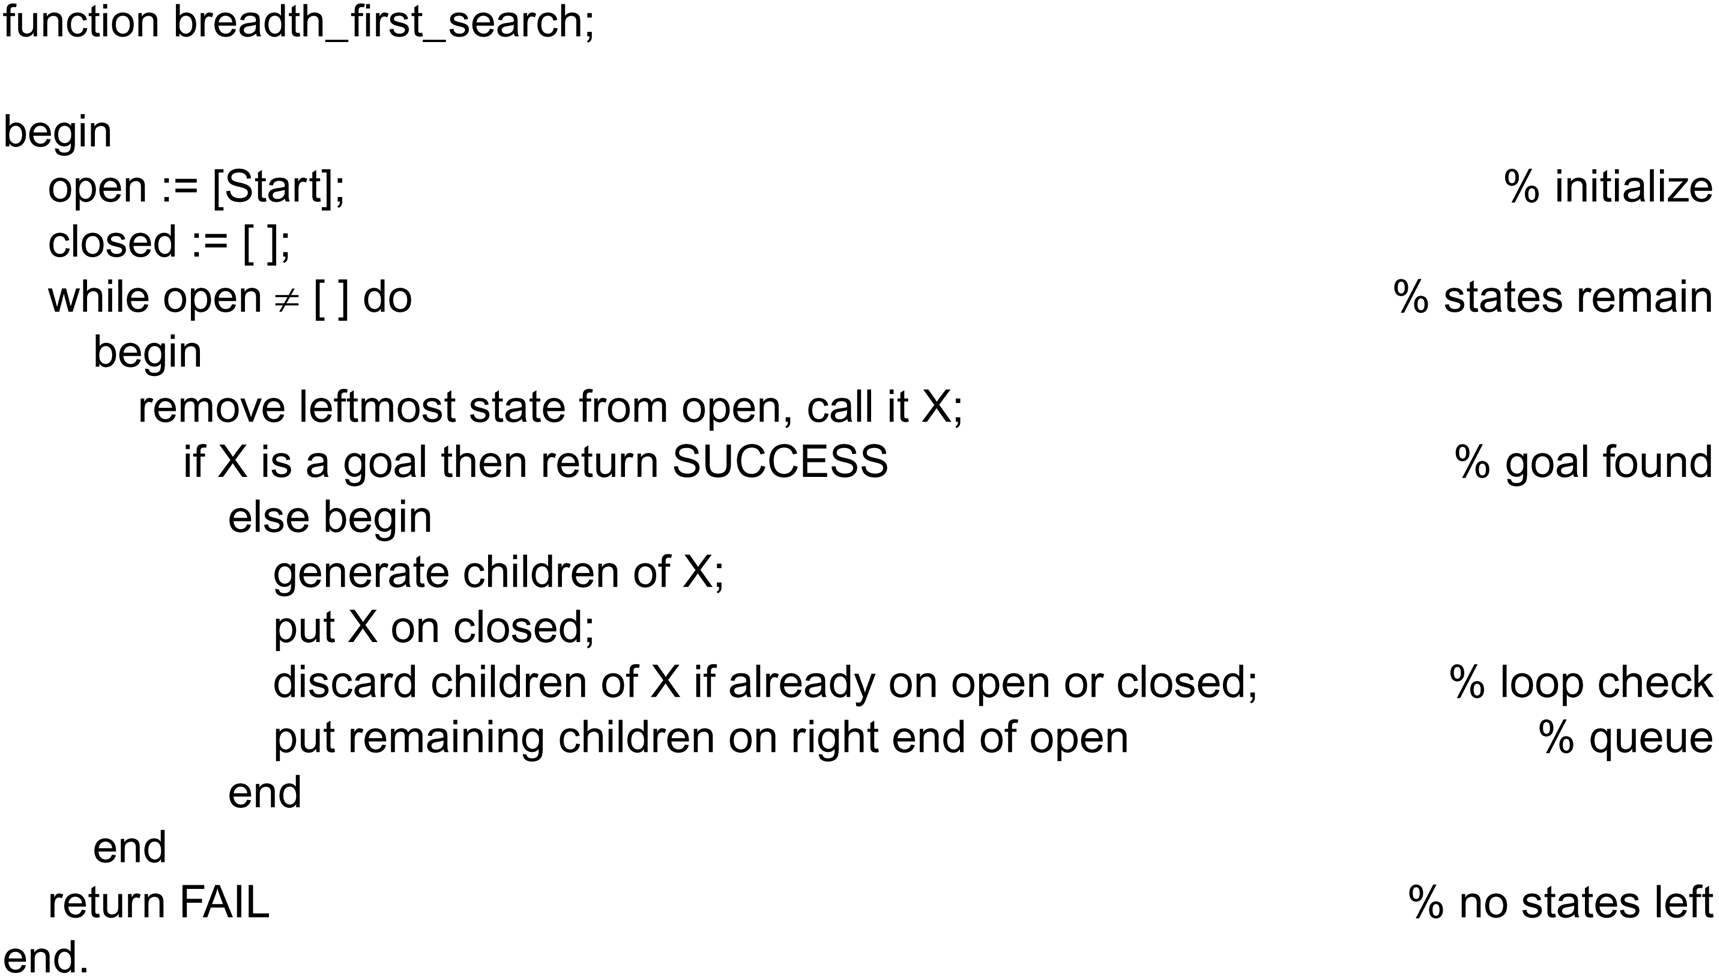 function breadth_first_search;
begin
open := [Start]; % initialize
closed := [ ];
while open ≠ [ ] do % states remain
begin
remove leftmost state from open, call it X;
if X is a goal then return SUCCESS % goal found
else begin
generate children of X;
put X on closed;
discard children of X if already on open or closed; % loop check
put remaining children on right end of open % queue
end
end
return FAIL % no states left
end.